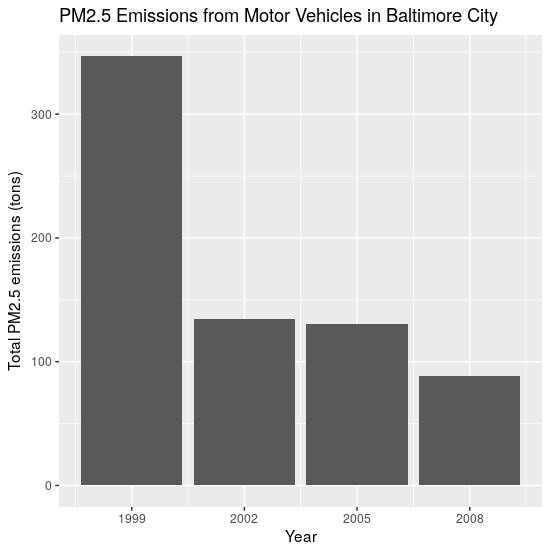 PM2.5 Emissions from Motor Vehicles in Baltimore City
Total PM2.5 emissions (tons)
300
200
100
0
1999 2002 2005 2008
Year